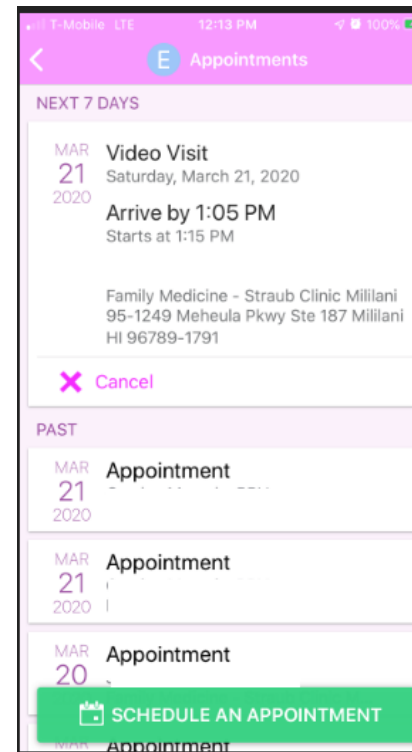 T-Mobile LTE 12:13 PM 100%
E Appointments
NEXT 7 DAYS
MAR
21
2020
Video Visit
Saturday, March 21, 2020
Arrive by 1:05 PM
Starts at 1:15 PM
Family Medicine - Straub Clinic Mililani
95-1249 Meheula Pkwy Ste 187 Mililani
HI 96789-1791
Cancel
PAST
MAR
21
2020
Appointment
MAR
21
2020
Appointment
MAR
20
Appointment
SCHEDULE AN APPOINTMENT
MAR
Appointment